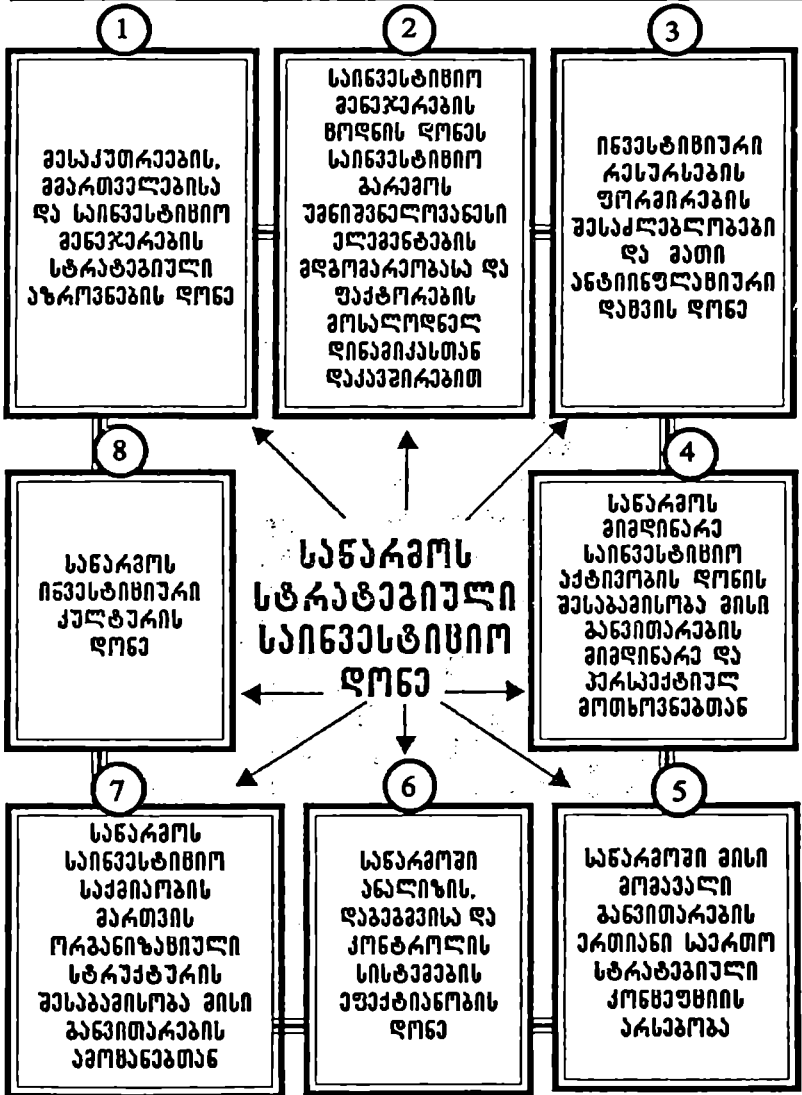 1
მესაკუთრეების,
მმართველებისა
და საინვესტიციო
მენეჯერების
სტრატეგიული
აზროვნების დონე
2
საინვესტიციო
მენეჯერების
ცოდნის დონეს
საინვესტიციო
გარემოს
უმნიშვნელოვანესი
ელემენტების
მდგომარეობასა და
ფაქტორების
მოსალოდნელ
დინამიკასთან
დაკავშირებით
3
ინვესტიციური
რესურსების
ფორმირების
შესაძლებლობები
და მათი
ანტიინფლაციური
დაცვის დონე
8
საწარმოს
ინვესტიციური
კულტურის
დონე
საწარმოს
სტრატეგიული
საინვესტიციო
დონე
4
საწარმოს
მიმდინარე
საინვესტიციო
აქტივობის დონის
შესაბამისობა მისი
განვითარების
მიმდინარე და
პერსპექტიულ
მოთხოვნებთან
7
საწარმოს
საინვესტიციო
საქმიანობის
მართვის
ორგანიზაციული
სტრუქტურის
შესაბამისობა მისი
განვითარების
ამოცანებთან
6
საწარმოში
ანალიზის,
დაგეგმვისა და
კონტროლის
სისტემების
ეფექტიანობის
დონე
5
საწარმოში მისი
მომავალი
განვითარების
ერთიანი საერთო
სტრატეგიული
კონცეფციის
არსებობა